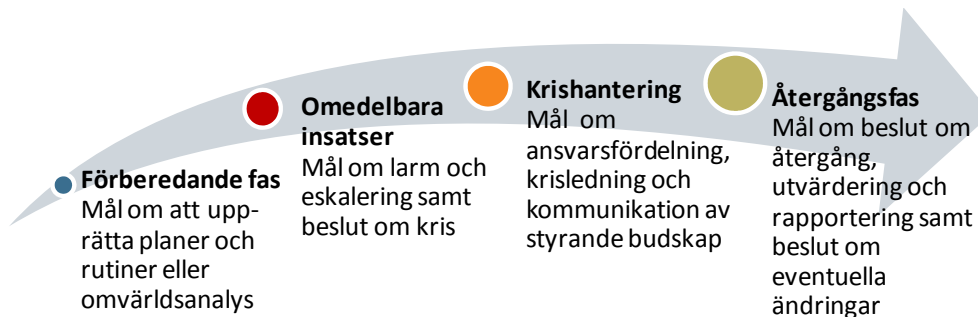 Förberedande fas
Mål om att upp-
rätta planer och
rutiner eller
omvärldsanalys
Omedelbara
insatser
Mål om larm och
eskalering samt
beslut om kris
Krishantering
Mål om
ansvarsfördelning,
krisledning och
kommunikation av
styrande budskap
Återgångsfas
Mål om beslut om
återgång,
utvärdering och
rapportering samt
beslut om
eventuella
ändringar